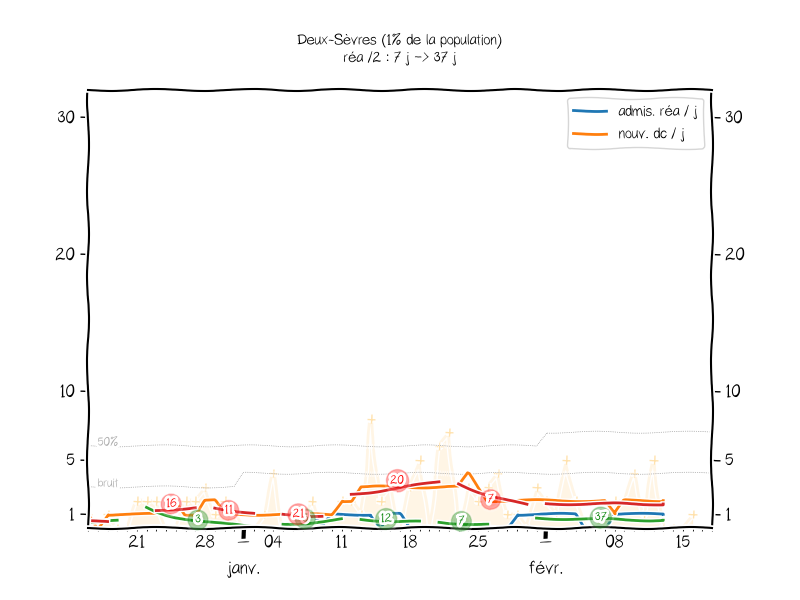 Deux-Sèvres (1% de la population)
réa /2 : 7 j -> 37 j
admis. réa / j
nouv. dc / j
30 30
20 20
10 10
50%
5 5
bruit
1 1
16 3 11 21 20 12 7 7 37
21 28 04 11 18 25 08 15
janv. févr.